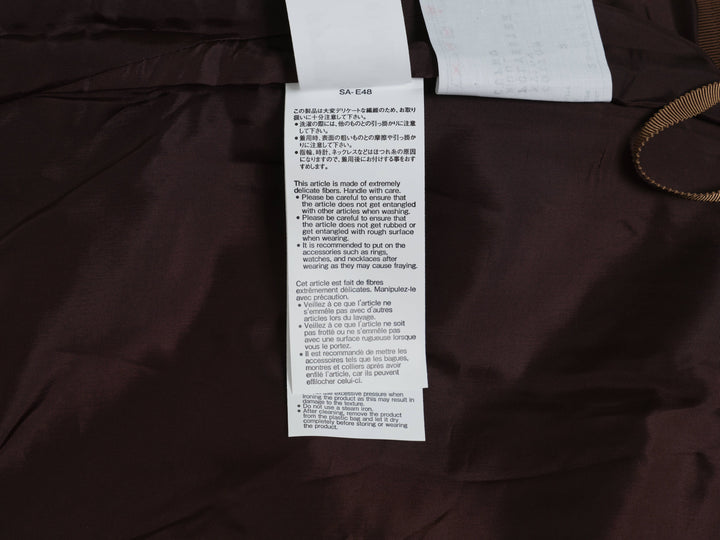 SA-E48
この製品は大変デリケートな繊細のため、お取り
扱いに十分注意して下さい。
●洗濯の際には、他のものとの引っ掛かりに注意
して下さい。
●着用時、表面の粗いものとの摩擦や引っ掛か
りに注意して下さい。
●指輪、時計、ネックレスなどはほつれ糸の原因
になりますので、着用後にお付けする事をおす
すめします。
This article is made of extremely
delicate fibers. Handle with care.
● Please be careful to ensure that
the article does not get entangled
with other articles when washing.
● Please be careful to ensure that
the article does not get rubbed or
get entangled with rough surface
when wearing.
● It is recommended to put on the
accessories such as rings,
watches, and necklaces after
wearing as they may cause fraying.
Cet article est fait de fibres
extrêmement délicates. Manipulez-le
avec précaution.
● Veillez à ce que l'article ne
s'emmêle pas avec d'autres
articles lors du lavage.
● Veillez à ce que l'article ne soit
pas frotté ou ne s'emmêle pas
avec une surface rugueuse lorsque
vous le portez.
● Il est recommandé de mettre les
accessoires tels que les bagues,
montres et colliers après avoir
enfilé l'article, car ils peuvent
effilocher celui-ci.
excessive pressure when
ironing the product as this may result in
damage to the texture.
● Do not use a steam iron.
● After cleaning, remove the product
from the plastic bag and let it dry
completely before storing or wearing
the product.